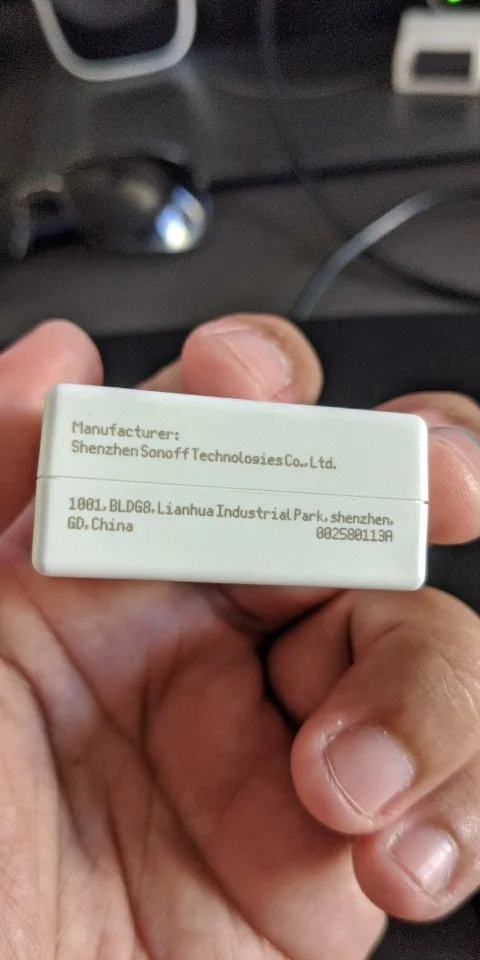 Manufacturer:
Shenzhen Sonoff Technologies Co., Ltd.
1001, BLDG8, Lianhua Industrial Park, shenzhen,
GD, China
002580113A